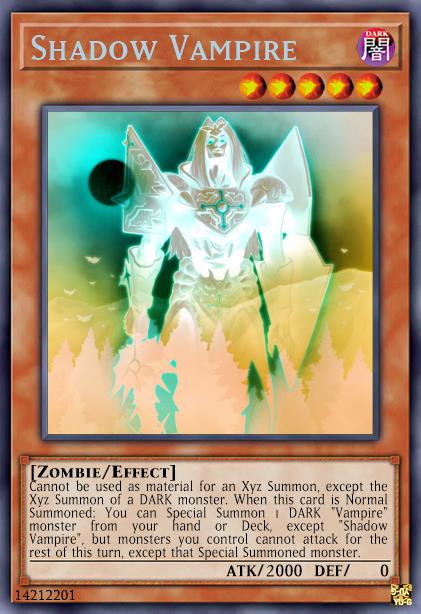 Shadow Vampire
DARK
闇
[Zombie/Effect]
Cannot be used as material for an Xyz Summon, except the
Xyz Summon of a DARK monster. When this card is Normal
Summoned: You can Special Summon 1 DARK "Vampire"
monster from your hand or Deck, except "Shadow
Vampire", but monsters you control cannot attack for the
rest of this turn, except that Special Summoned monster.
ATK/2000 DEF/ 0
14212201